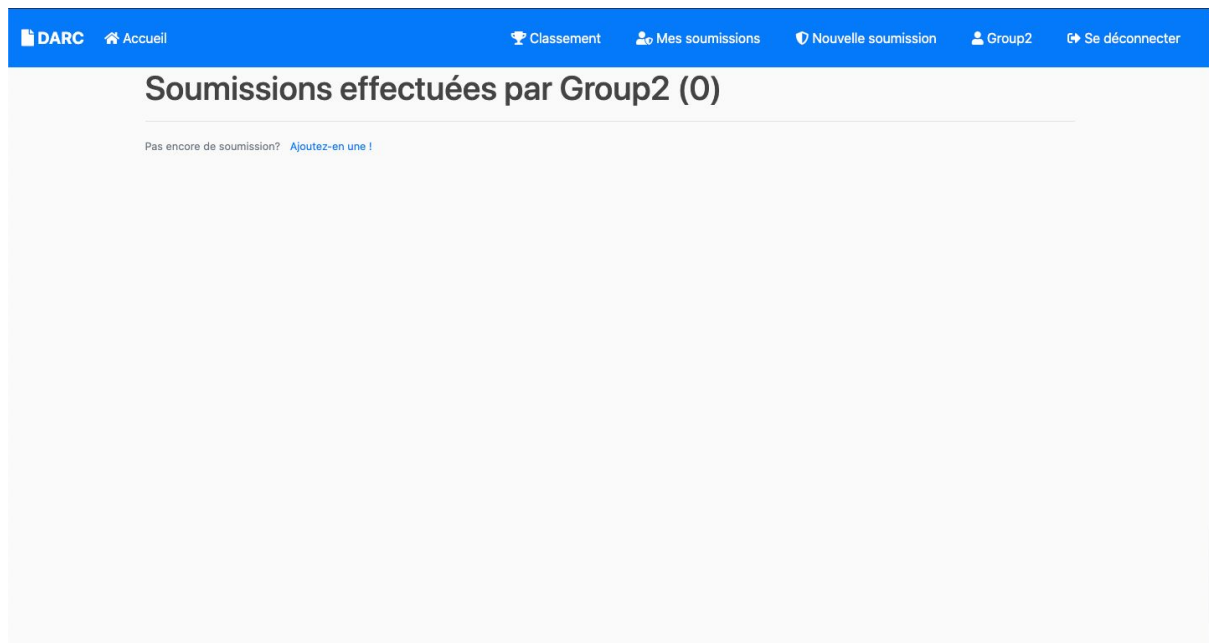 DARC Accueil Classement Mes soumissions Nouvelle soumission Group2 Se déconnecter
Soumissions effectuées par Group2 (0)
Pas encore de soumission? Ajoutez-en une !